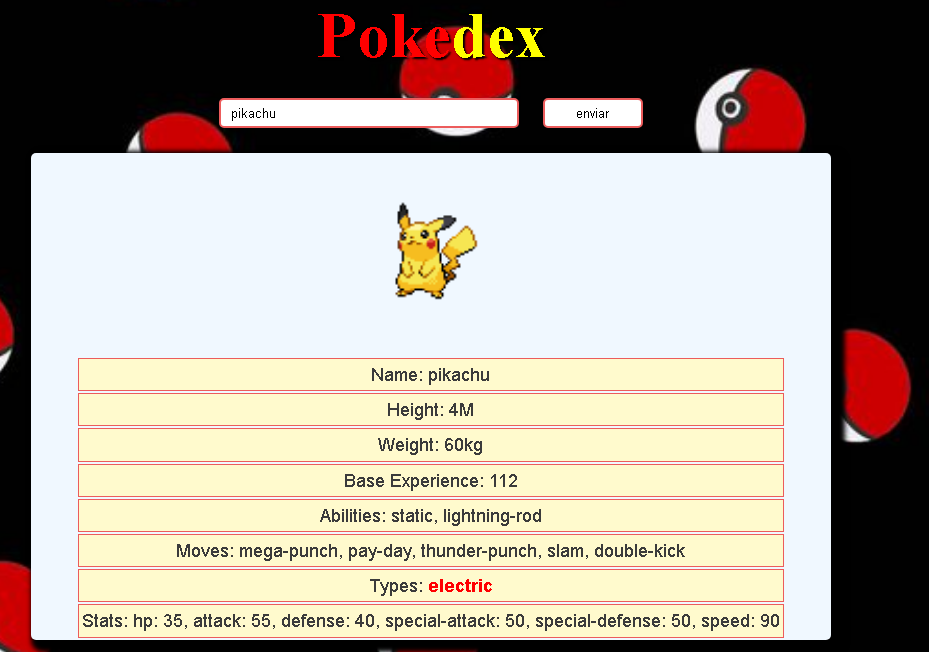 Pokedex
pikachu enviar
Name: pikachu
Height: 4M
Weight: 60kg
Base Experience: 112
Abilities: static, lightning-rod
Moves: mega-punch, pay-day, thunder-punch, slam, double-kick
Types: electric
Stats: hp: 35, attack: 55, defense: 40, special-attack: 50, special-defense: 50, speed: 90